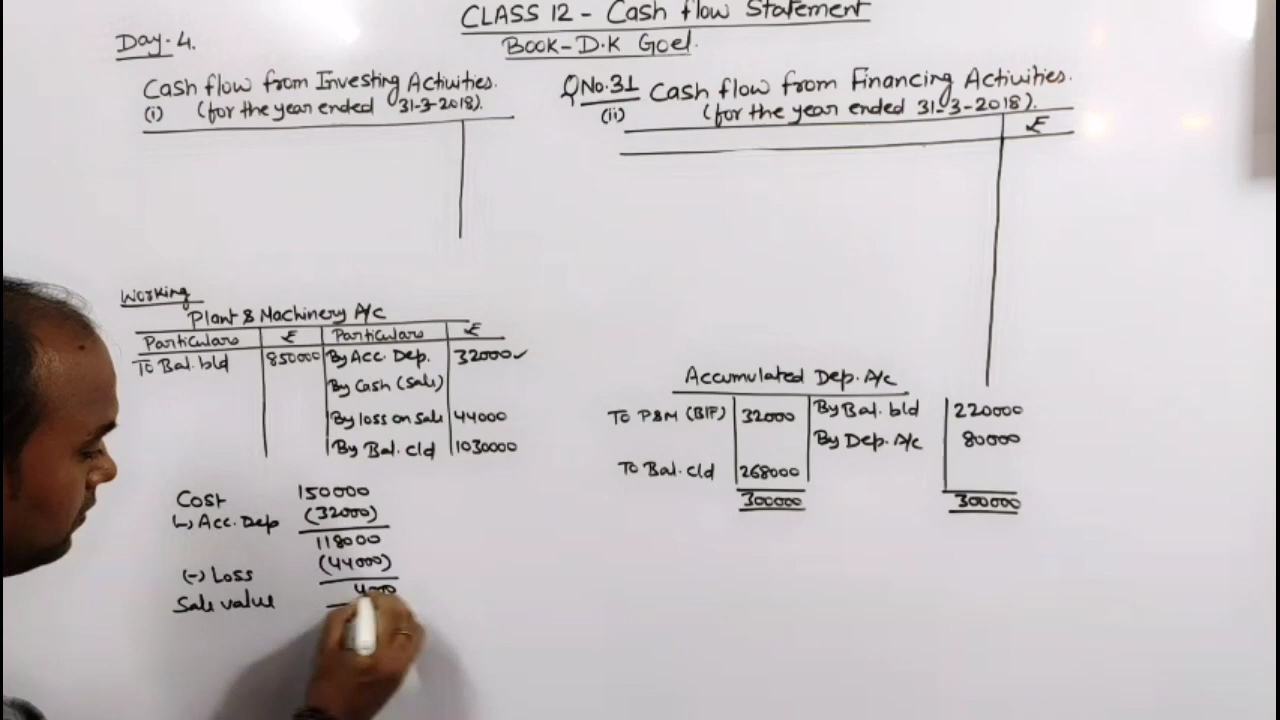 CLASS 12 - Cash flow Statement
Day-4.
BOOK-D.K Goel.
Cash flow from Investing Activities.
(i) (for the year ended 31-3-2018).
QNo.31 Cash flow from Financing Activities.
(ii) (for the year ended 31-3-2018).
₹
Working
Plant & Machinery A/c
Particulars ₹ Particulars ₹
To Bal. b/d 850000 By Acc. Dep. 32000✓
By Cash (sale)
By loss on sale 44000
By Bal. c/d 1030000
Cost 150000
L, Acc. Dep (32000)
118000
(-) Loss (44000)
Sale value
Accumulated Dep. A/c
To P&M (B/F) 32000 By Bal. b/d 220000
By Dep. A/c 80000
To Bal. c/d 268000
300000 300000